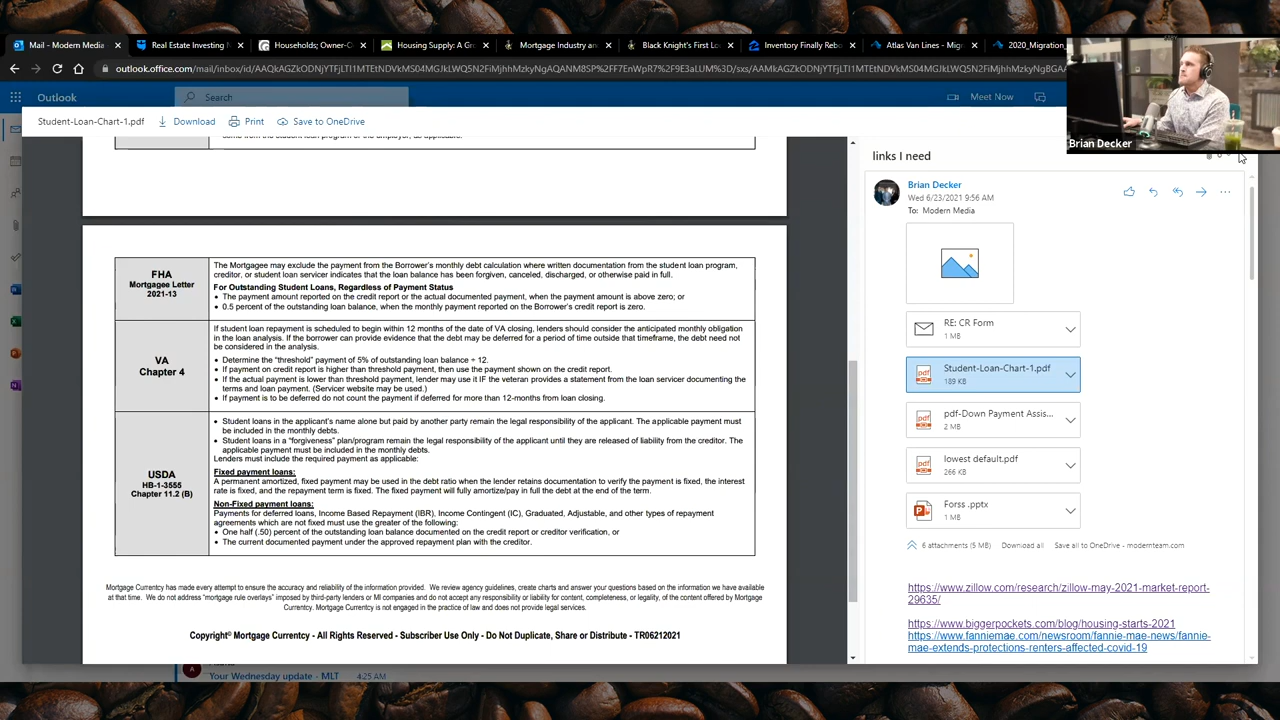 Mail - Modern Media
Real Estate Investing
Households; Owner-O
Housing Supply: A Gr
Mortgage Industry an
Black Knight's First Lo
Inventory Finally Rebo
Atlas Van Lines - Migr
2020_Migration_
Outlook
Search
Meet Now
Student-Loan-Chart-1.pdf
Download
Print
Save to OneDrive
Brian Decker
links I need
Brian Decker
Wed 6/23/2021 9:56 AM
To: Modern Media
FHA
Mortgagee Letter
2021-13
The Mortgagee may exclude the payment from the Borrower's monthly debt calculation where written documentation from the student loan program,
creditor, or student loan servicer indicates that the loan balance has been forgiven, canceled, discharged, or otherwise paid in full.
For Outstanding Student Loans, Regardless of Payment Status
• The payment amount reported on the credit report or the actual documented payment, when the payment amount is above zero; or
• 0.5 percent of the outstanding loan balance, when the monthly payment reported on the Borrower's credit report is zero.
VA
Chapter 4
If student loan repayment is scheduled to begin within 12 months of the date of VA closing, lenders should consider the anticipated monthly obligation
in the loan analysis. If the borrower can provide evidence that the debt may be deferred for a period of time outside that timeframe, the debt need not
be considered in the analysis.
• Determine the "threshold" payment of 5% of outstanding loan balance ÷ 12.
• If payment on credit report is higher than threshold payment, then use the payment shown on the credit report.
• If the actual payment is lower than threshold payment, lender may use it IF the veteran provides a statement from the loan servicer documenting the
terms and loan payment. (Servicer website may be used.)
• If payment is to be deferred do not count the payment if deferred for more than 12-months from loan closing.
USDA
HB-1-3555
Chapter 11.2 (B)
• Student loans in the applicant's name alone but paid by another party remain the legal responsibility of the applicant. The applicable payment must
be included in the monthly debts.
• Student loans in a "forgiveness" plan/program remain the legal responsibility of the applicant until they are released of liability from the creditor. The
applicable payment must be included in the monthly debts.
Lenders must include the required payment as applicable:
Fixed payment loans:
A permanent amortized, fixed payment may be used in the debt ratio when the lender retains documentation to verify the payment is fixed, the interest
rate is fixed, and the repayment term is fixed. The fixed payment will fully amortize/pay in full the debt at the end of the term.
Non-Fixed payment loans:
Payments for deferred loans, Income Based Repayment (IBR), Income Contingent (IC), Graduated, Adjustable, and other types of repayment
agreements which are not fixed must use the greater of the following:
• One half (.50) percent of the outstanding loan balance documented on the credit report or creditor verification, or
• The current documented payment under the approved repayment plan with the creditor.
Mortgage Currentcy has made every attempt to ensure the accuracy and reliability of the information provided. We review agency guidelines, create charts and answer your questions based on the information we have available
at that time. We do not address "mortgage rule overlays" imposed by third-party lenders or MI companies and do not accept any responsibility or liability for content, completeness, or legality, of the content offered by Mortgage
Currentcy. Mortgage Currentcy is not engaged in the practice of law and does not provide legal services.
Copyright© Mortgage Currentcy - All Rights Reserved - Subscriber Use Only - Do Not Duplicate, Share or Distribute - TR06212021
RE: CR Form
1 MB
Student-Loan-Chart-1.pdf
189 KB
pdf-Down Payment Assis...
2 MB
lowest default.pdf
266 KB
Forss .pptx
1 MB
6 attachments (5 MB) Download all Save all to OneDrive - modernteam.com
https://www.zillow.com/research/zillow-may-2021-market-report-
29635/
https://www.biggerpockets.com/blog/housing-starts-2021
https://www.fanniemae.com/newsroom/fannie-mae-news/fannie-
mae-extends-protections-renters-affected-covid-19
A
Your Wednesday update - MLT 4:25 AM